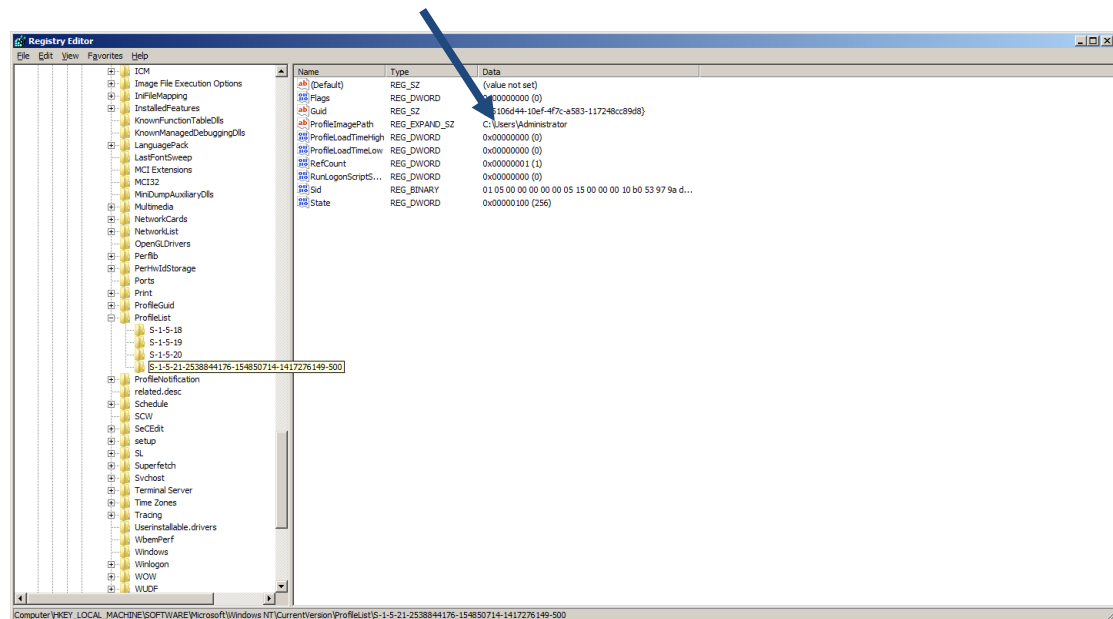 Registry Editor
File Edit View Favorites Help
ICM
Image File Execution Options
IniFileMapping
InstalledFeatures
KnownFunctionTableDlls
KnownManagedDebuggingDlls
LanguagePack
LastFontSweep
MCI Extensions
MCI32
MiniDumpAuxiliaryDlls
Multimedia
NetworkCards
NetworkList
OpenGLDrivers
Perflib
PerHwIdStorage
Ports
Print
ProfileGuid
ProfileList
S-1-5-18
S-1-5-19
S-1-5-20
S-1-5-21-2538844176-154850714-1417276149-500
ProfileNotification
related.desc
Schedule
SCW
SeCEdit
setup
SL
Superfetch
Svchost
Terminal Server
Time Zones
Tracing
Userinstallable.drivers
WbemPerf
Windows
Winlogon
WOW
WUDF
Name Type Data
(Default) REG_SZ (value not set)
Flags REG_DWORD 0x00000000 (0)
Guid REG_SZ 5106d44-10ef-4f7c-a583-117248cc89d8}
ProfileImagePath REG_EXPAND_SZ C:\Users\Administrator
ProfileLoadTimeHigh REG_DWORD 0x00000000 (0)
ProfileLoadTimeLow REG_DWORD 0x00000000 (0)
RefCount REG_DWORD 0x00000001 (1)
RunLogonScriptS... REG_DWORD 0x00000000 (0)
Sid REG_BINARY 01 05 00 00 00 00 00 05 15 00 00 00 10 b0 53 97 9a d...
State REG_DWORD 0x00000100 (256)
Computer\HKEY_LOCAL_MACHINE\SOFTWARE\Microsoft\Windows NT\CurrentVersion\ProfileList\S-1-5-21-2538844176-154850714-1417276149-500